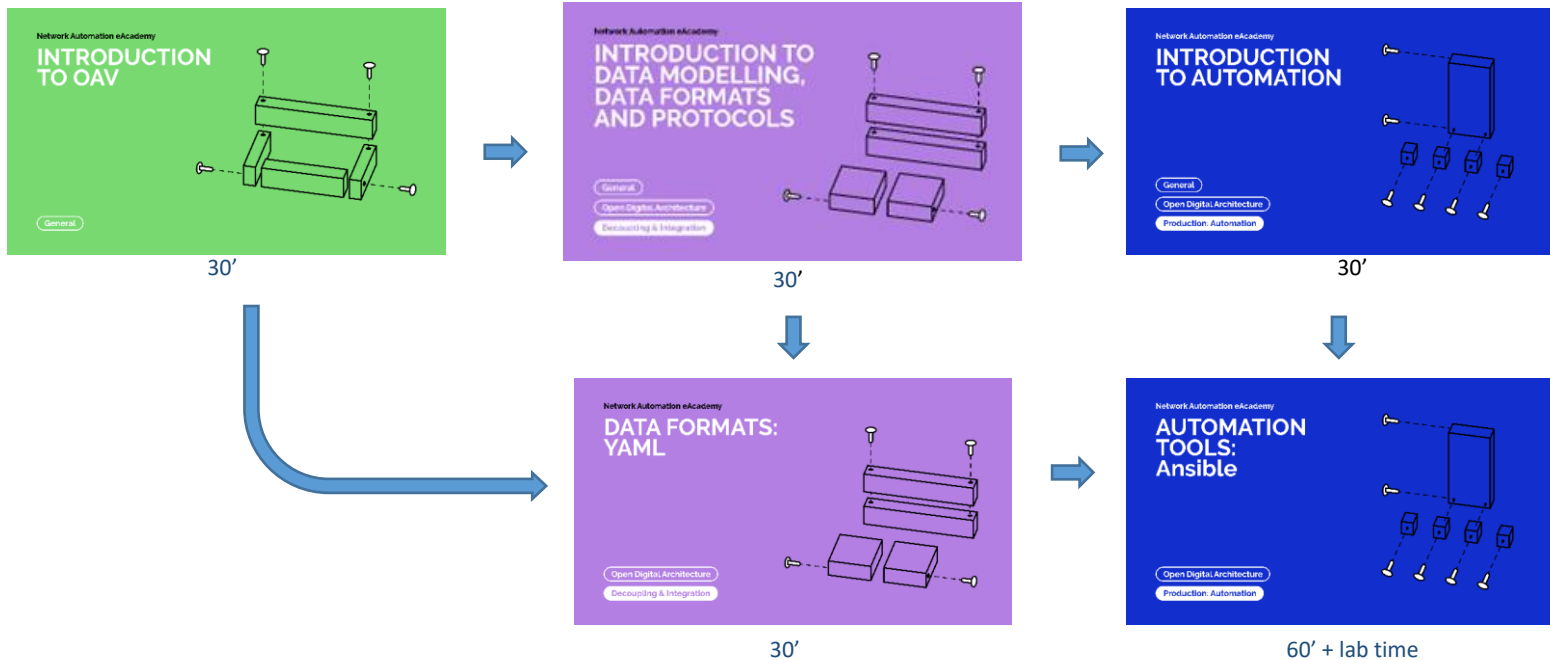 Network Automation eAcademy
INTRODUCTION
TO OAV
General
30’
Network Automation eAcademy
INTRODUCTION TO
DATA MODELLING,
DATA FORMATS
AND PROTOCOLS
General
Open Digital Architecture
Decoupling & Integration
30’
Network Automation eAcademy
INTRODUCTION
TO AUTOMATION
General
Open Digital Architecture
Production: Automation
30’
Network Automation eAcademy
DATA FORMATS:
YAML
Open Digital Architecture
Decoupling & Integration
30’
Network Automation eAcademy
AUTOMATION
TOOLS:
Ansible
Open Digital Architecture
Production: Automation
60’ + lab time